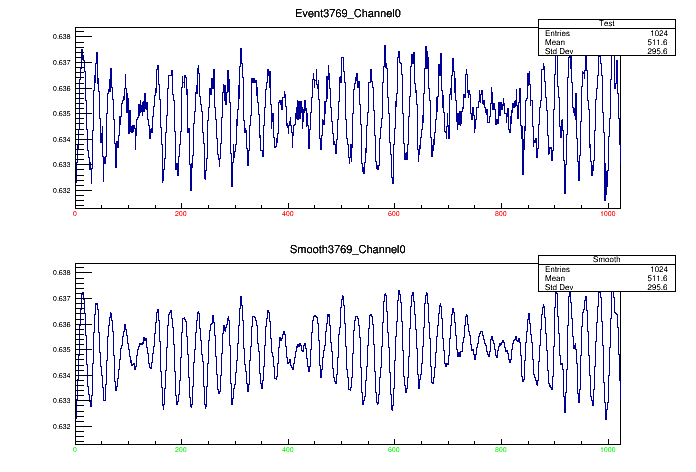 Event3769_Channel0
Test
Entries 1024
Mean 511.6
Std Dev 295.6
0.638
0.637
0.636
0.635
0.634
0.633
0.632
0 200 400 600 800 1000
Smooth3769_Channel0
Smooth
Entries 1024
Mean 511.6
Std Dev 295.6
0.638
0.637
0.636
0.635
0.634
0.633
0.632
0 200 400 600 800 1000